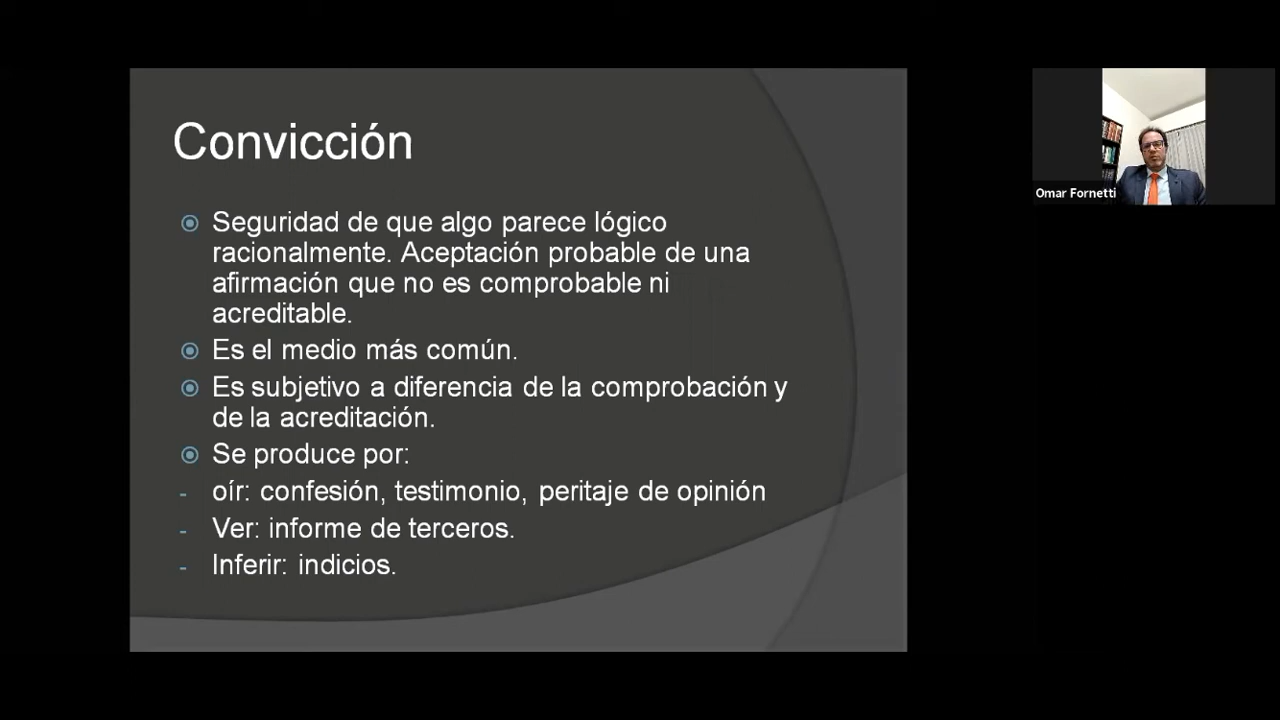 Convicción
Seguridad de que algo parece lógico
racionalmente. Aceptación probable de una
afirmación que no es comprobable ni
acreditable.
Es el medio más común.
Es subjetivo a diferencia de la comprobación y
de la acreditación.
Se produce por:
- oír: confesión, testimonio, peritaje de opinión
- Ver: informe de terceros.
- Inferir: indicios.
Omar Fornetti